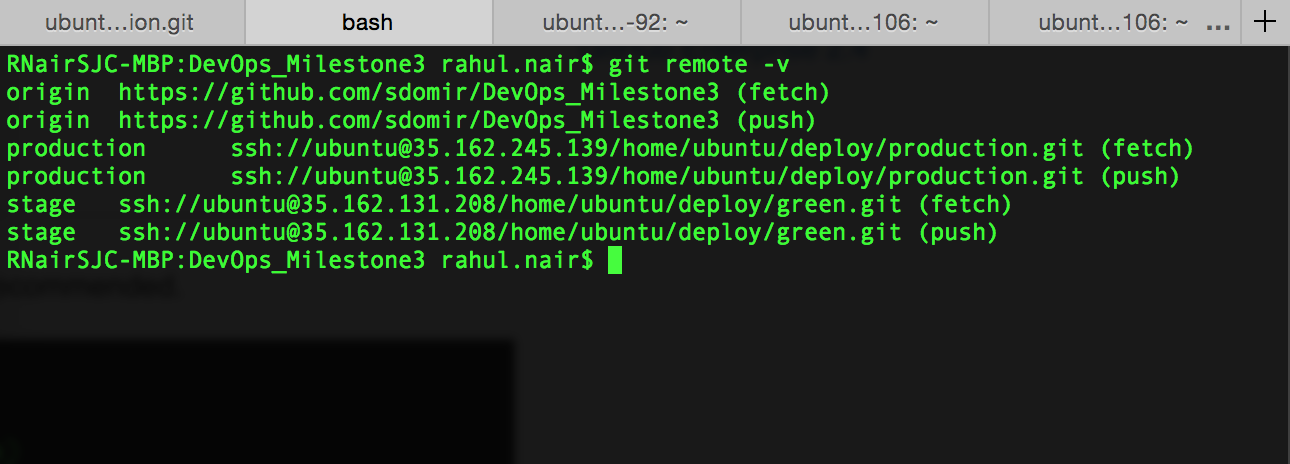 ubunt...ion.git bash ubunt...-92: ~ ubunt...106: ~ ubunt...106: ~ ... +
RNairSJC-MBP:DevOps_Milestone3 rahul.nair$ git remote -v
origin https://github.com/sdomir/DevOps_Milestone3 (fetch)
origin https://github.com/sdomir/DevOps_Milestone3 (push)
production ssh://ubuntu@35.162.245.139/home/ubuntu/deploy/production.git (fetch)
production ssh://ubuntu@35.162.245.139/home/ubuntu/deploy/production.git (push)
stage ssh://ubuntu@35.162.131.208/home/ubuntu/deploy/green.git (fetch)
stage ssh://ubuntu@35.162.131.208/home/ubuntu/deploy/green.git (push)
RNairSJC-MBP:DevOps_Milestone3 rahul.nair$